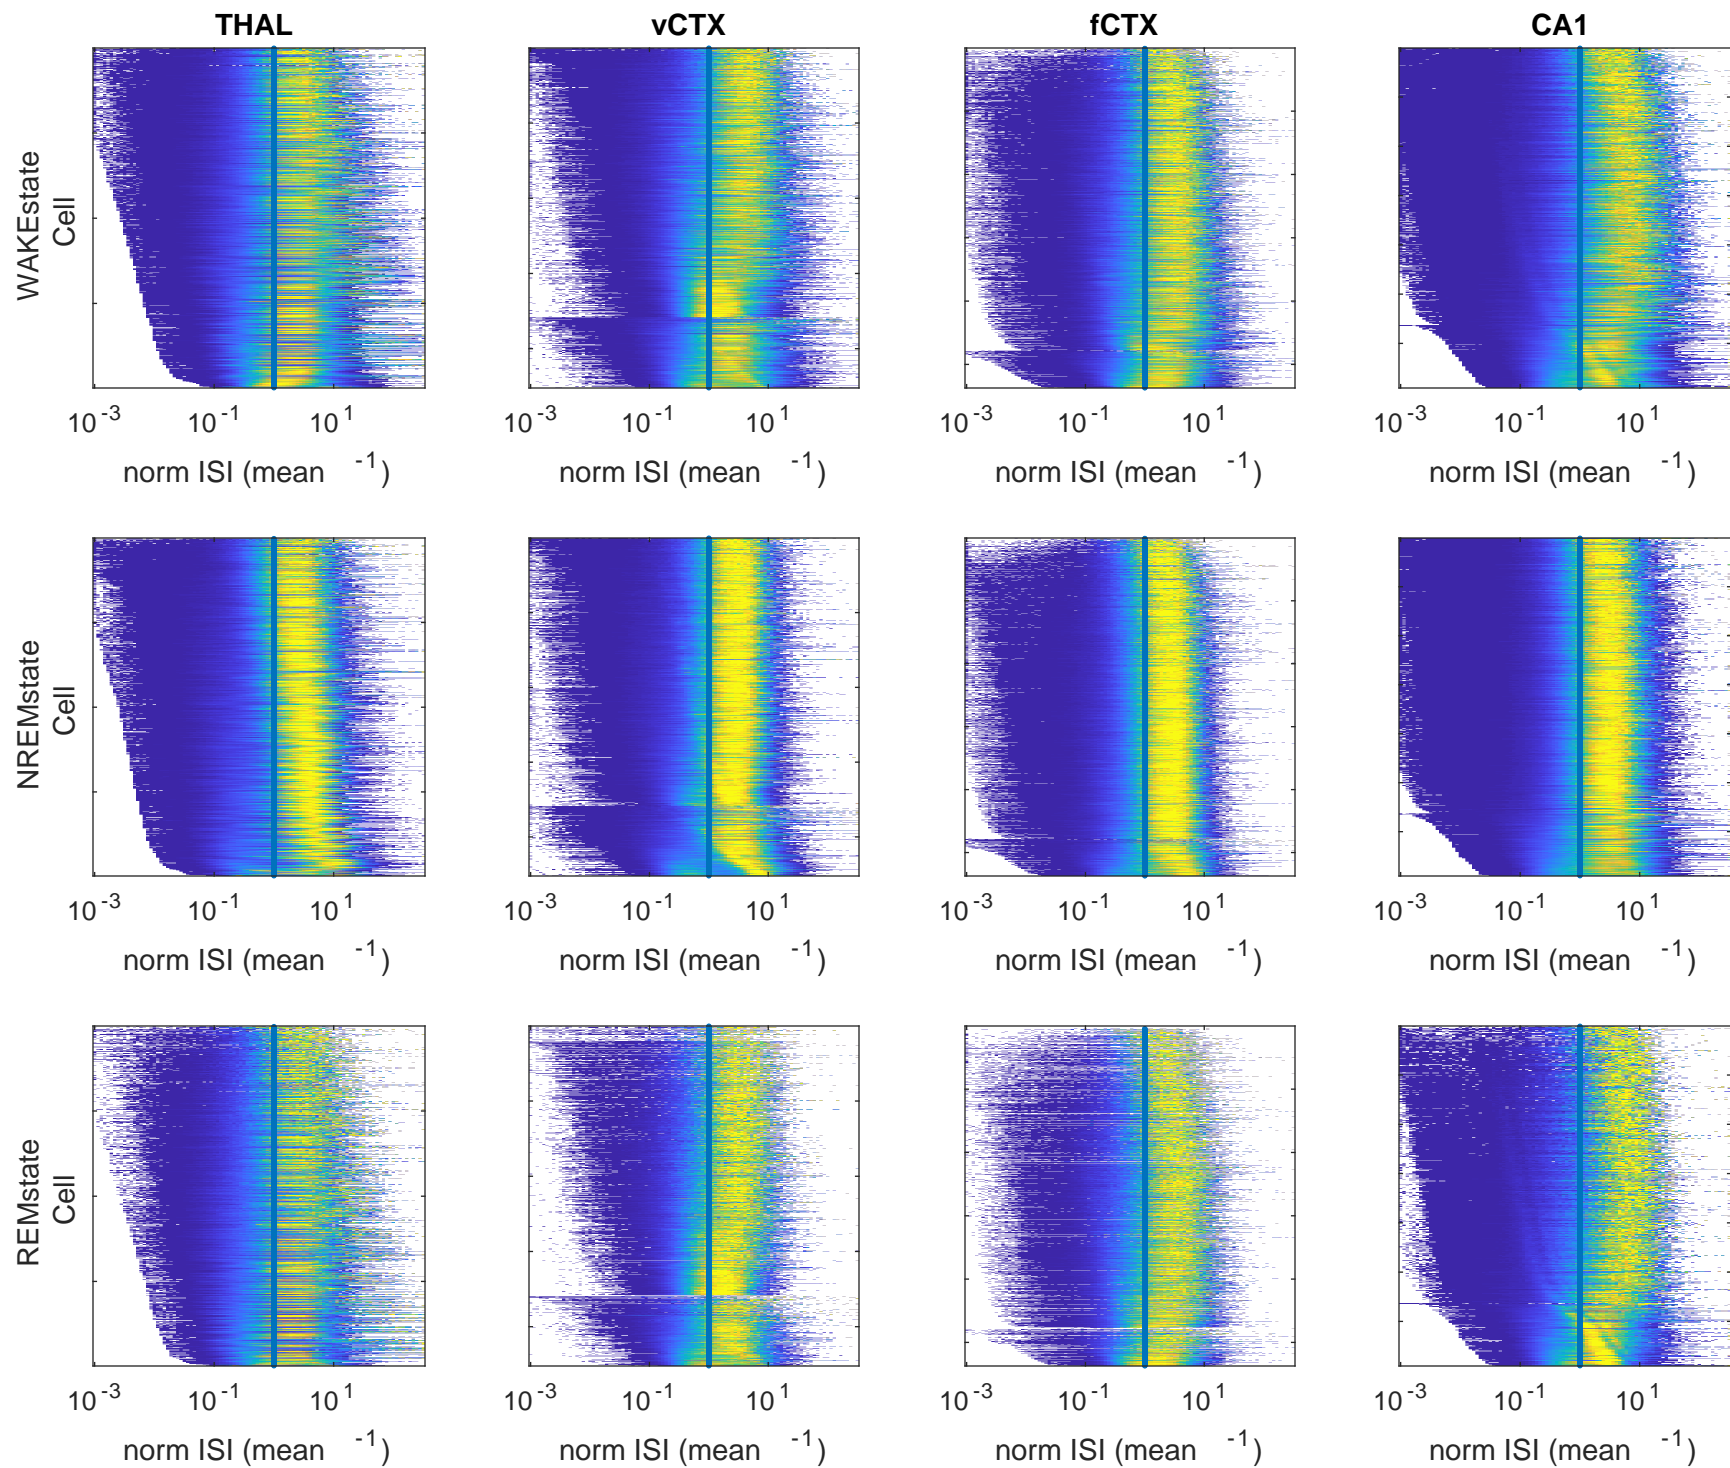 THAL vCTX fCTX CA1
WAKEstate
Cell
10^-3 10^-1 10^1 10^-3 10^-1 10^1 10^-3 10^-1 10^1 10^-3 10^-1 10^1
norm ISI (mean ^-1) norm ISI (mean ^-1) norm ISI (mean ^-1) norm ISI (mean ^-1)
NREMstate
Cell
10^-3 10^-1 10^1 10^-3 10^-1 10^1 10^-3 10^-1 10^1 10^-3 10^-1 10^1
norm ISI (mean ^-1) norm ISI (mean ^-1) norm ISI (mean ^-1) norm ISI (mean ^-1)
REMstate
Cell
10^-3 10^-1 10^1 10^-3 10^-1 10^1 10^-3 10^-1 10^1 10^-3 10^-1 10^1
norm ISI (mean ^-1) norm ISI (mean ^-1) norm ISI (mean ^-1) norm ISI (mean ^-1)